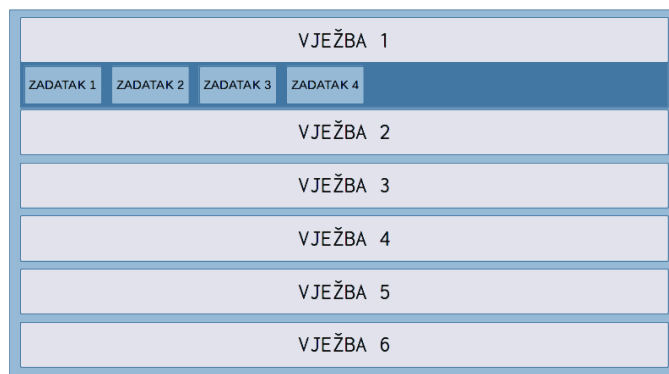 VJEŽBA 1
ZADATAK 1 ZADATAK 2 ZADATAK 3 ZADATAK 4
VJEŽBA 2
VJEŽBA 3
VJEŽBA 4
VJEŽBA 5
VJEŽBA 6